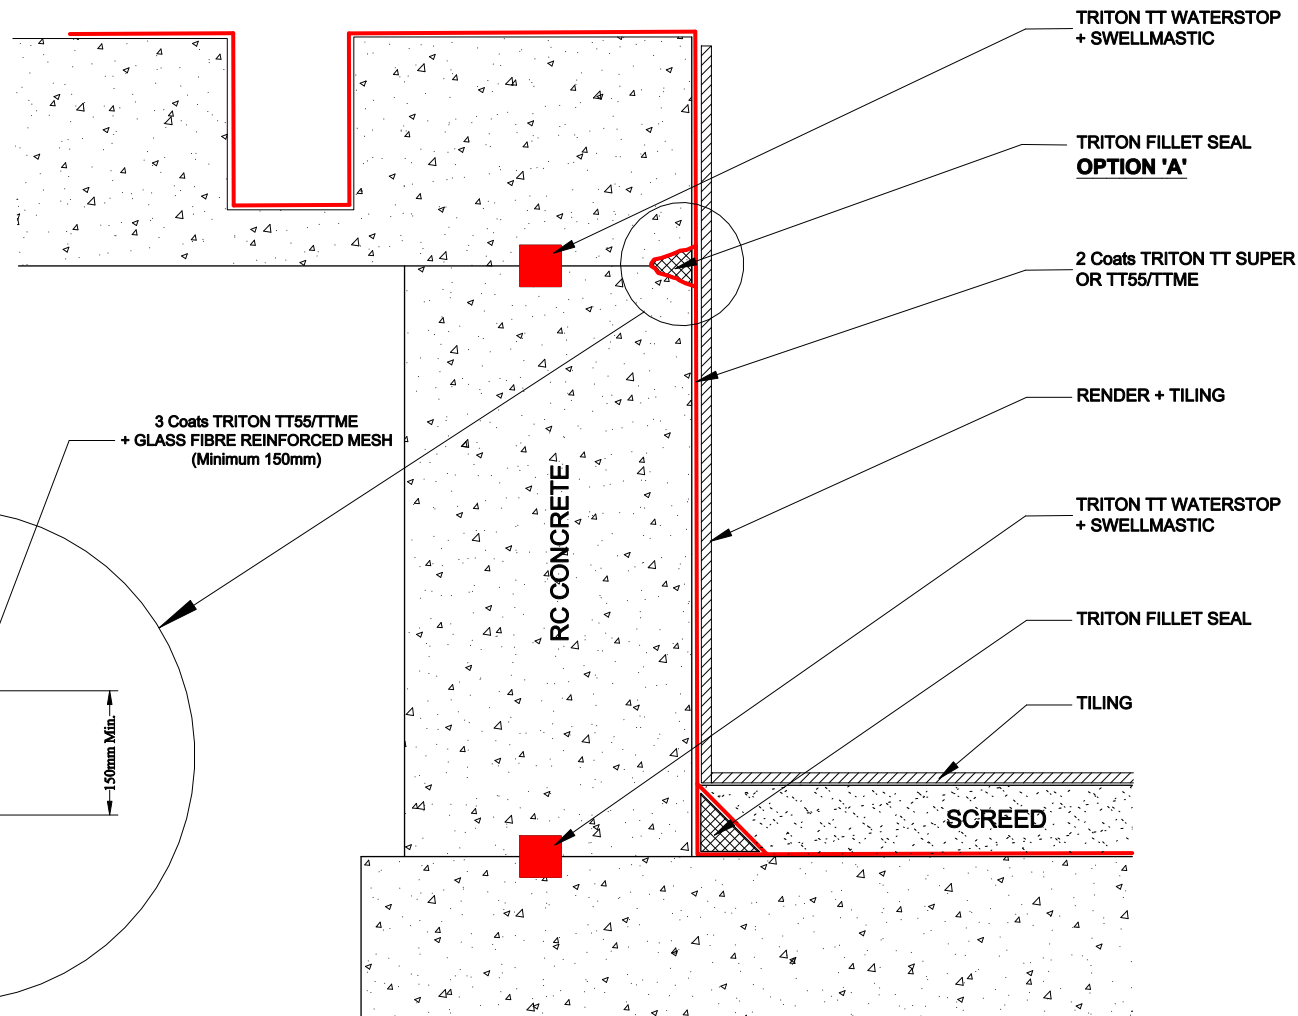 TRITON TT WATERSTOP
+ SWELLMASTIC
TRITON FILLET SEAL
OPTION 'A'
2 Coats TRITON TT SUPER
OR TT55/TTME
RENDER + TILING
3 Coats TRITON TT55/TTME
+ GLASS FIBRE REINFORCED MESH
(Minimum 150mm)
RC CONCRETE
TRITON TT WATERSTOP
+ SWELLMASTIC
TRITON FILLET SEAL
TILING
150mm Min.
SCREED